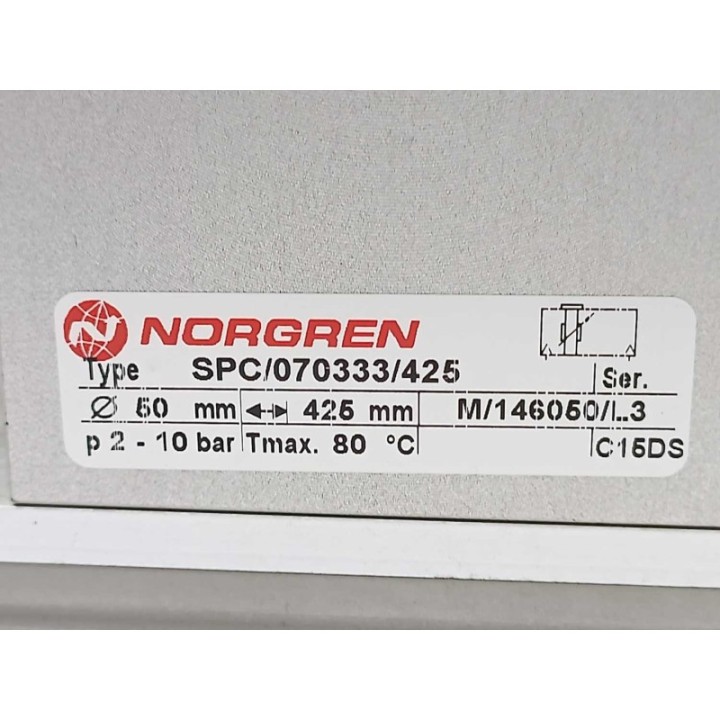 NORGREN
Type SPC/070333/425 Ser.
Ø 50 mm 425 mm M/146050/L3
p 2 - 10 bar Tmax. 80 °C C15DS